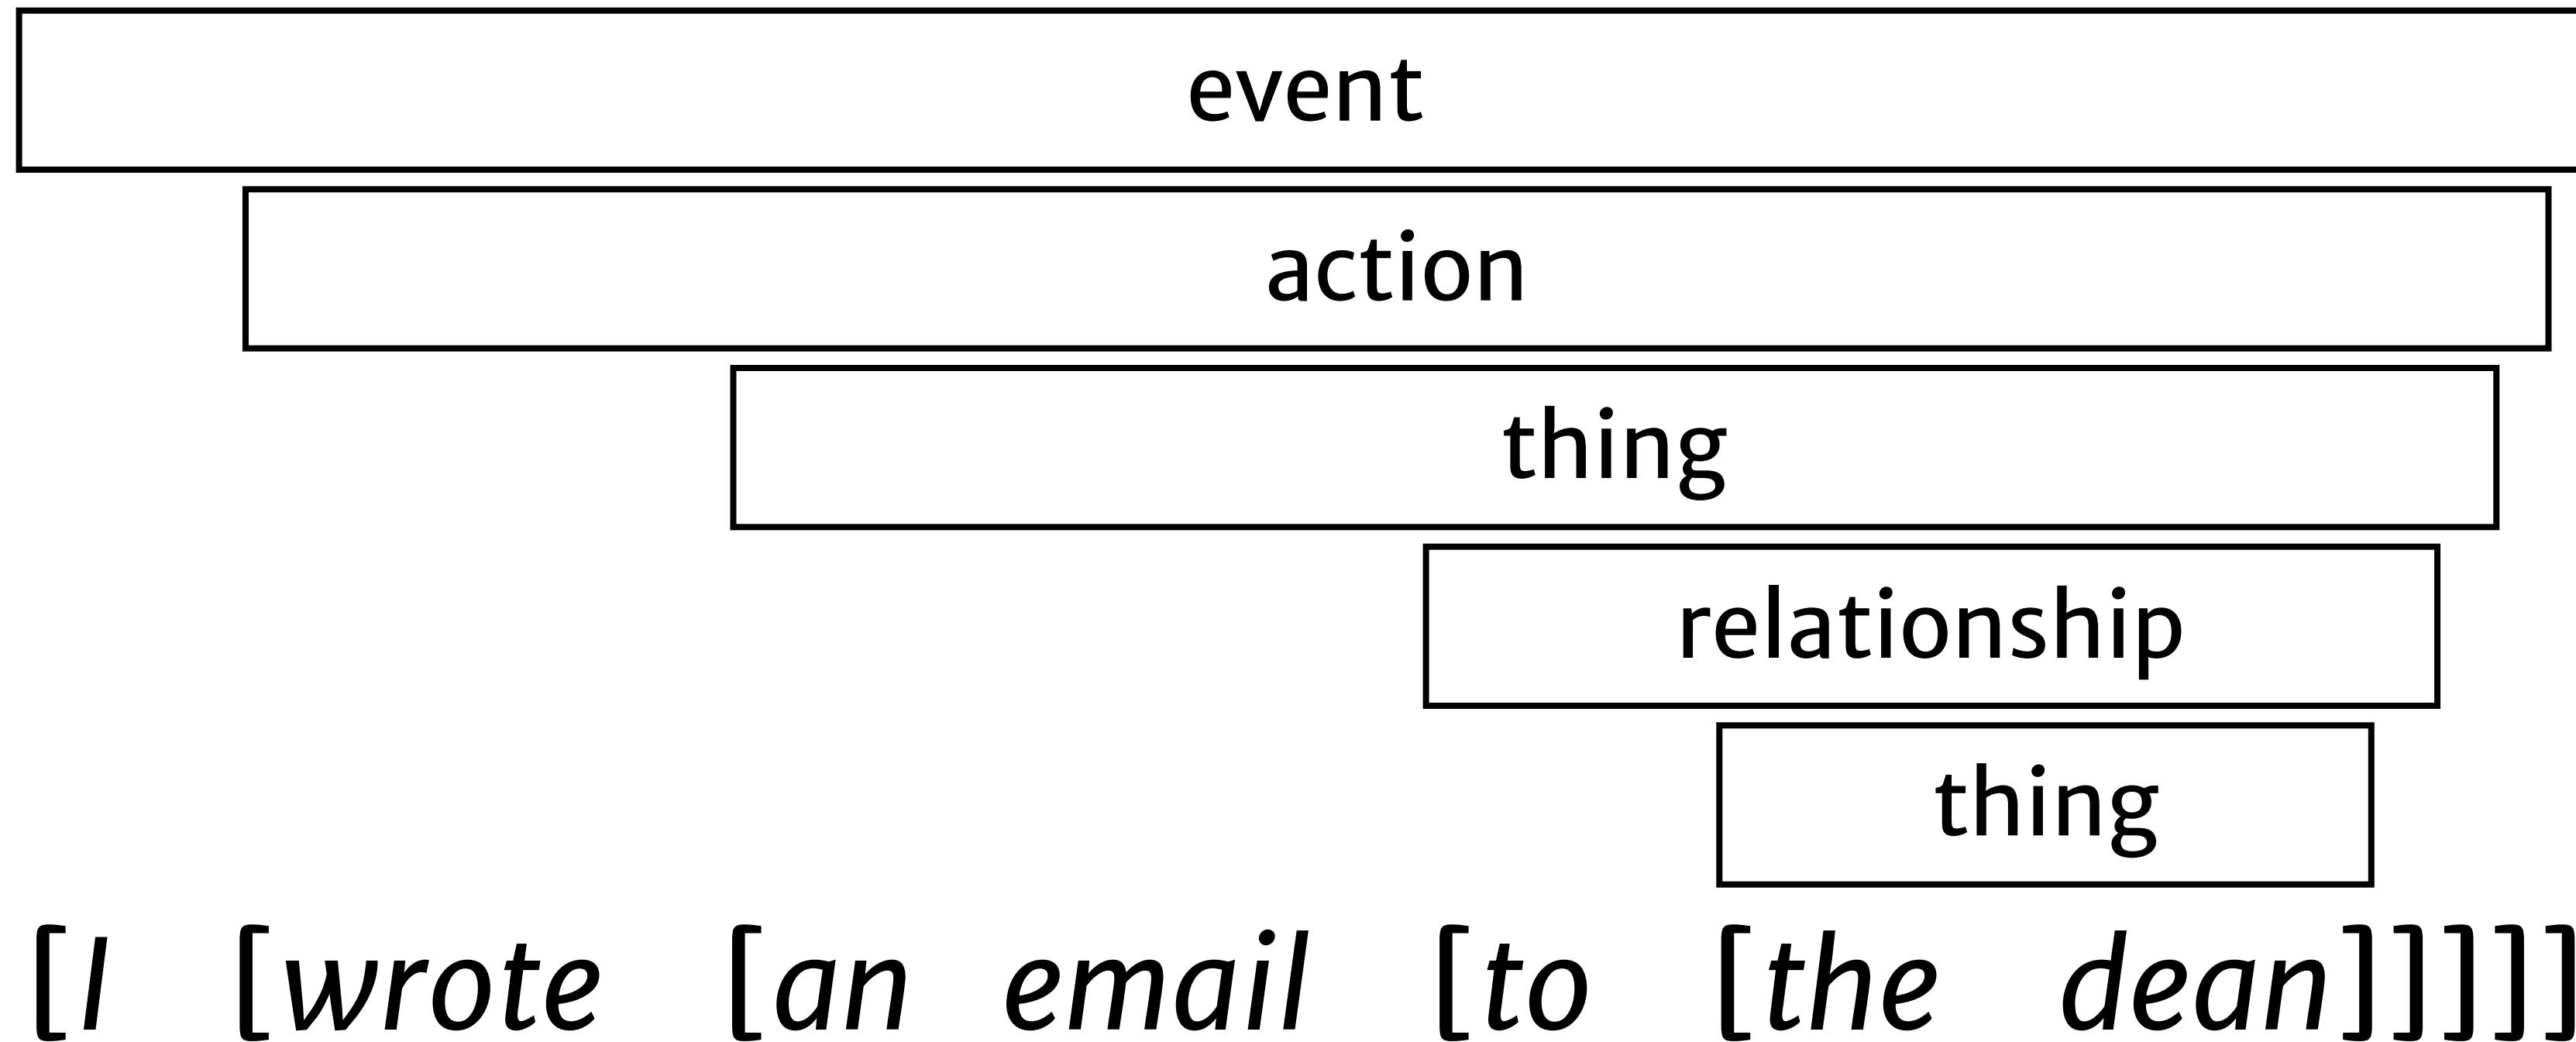 event
action
thing
relationship
thing
[I [wrote [an email [to [the dean]]]]]